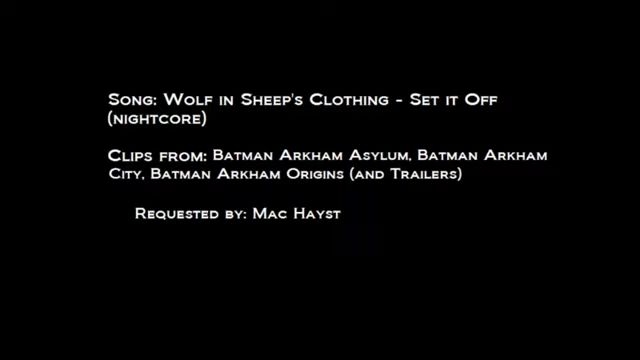 Song: Wolf in Sheep's Clothing - Set it Off
(nightcore)
Clips from: Batman Arkham Asylum, Batman Arkham
City, Batman Arkham Origins (and Trailers)
Requested by: Mac Hayst